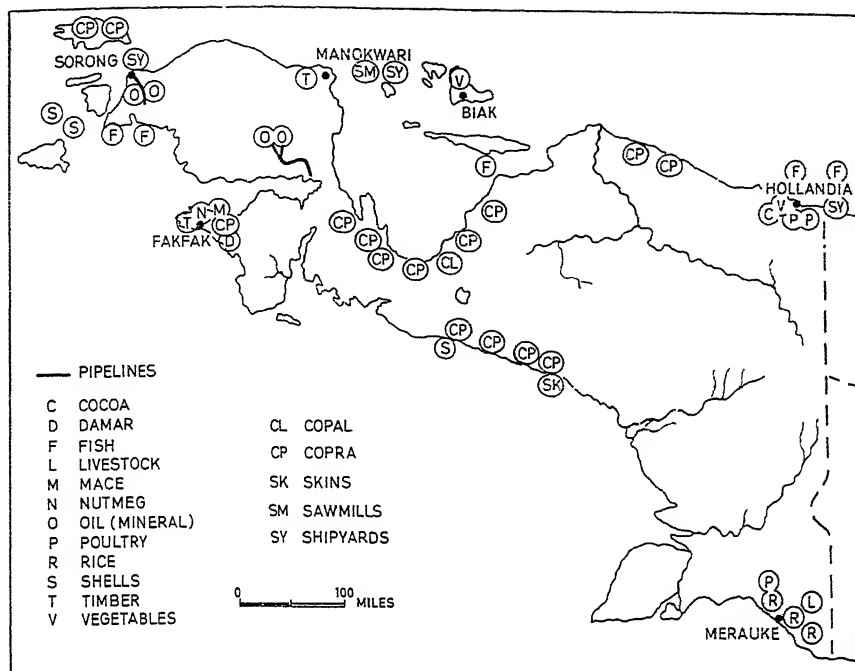 CP CP
SORONG SY
O O
S
S
F F
MANOKWARI
T SM SY
V
BIAK
O O
F
CP CP
F F
HOLLANDIA
C V P P SY
T N M
CP
FAKFAK D
CP
CP
CP
CP
CL
CP
CP
S CP CP CP CP
SK
PIPELINES
C COCOA
D DAMAR
F FISH
L LIVESTOCK
M MACE
N NUTMEG
O OIL (MINERAL)
P POULTRY
R RICE
S SHELLS
T TIMBER
V VEGETABLES
CL COPAL
CP COPRA
SK SKINS
SM SAWMILLS
SY SHIPYARDS
0 100 MILES
P
R L
MERAUKE R
R